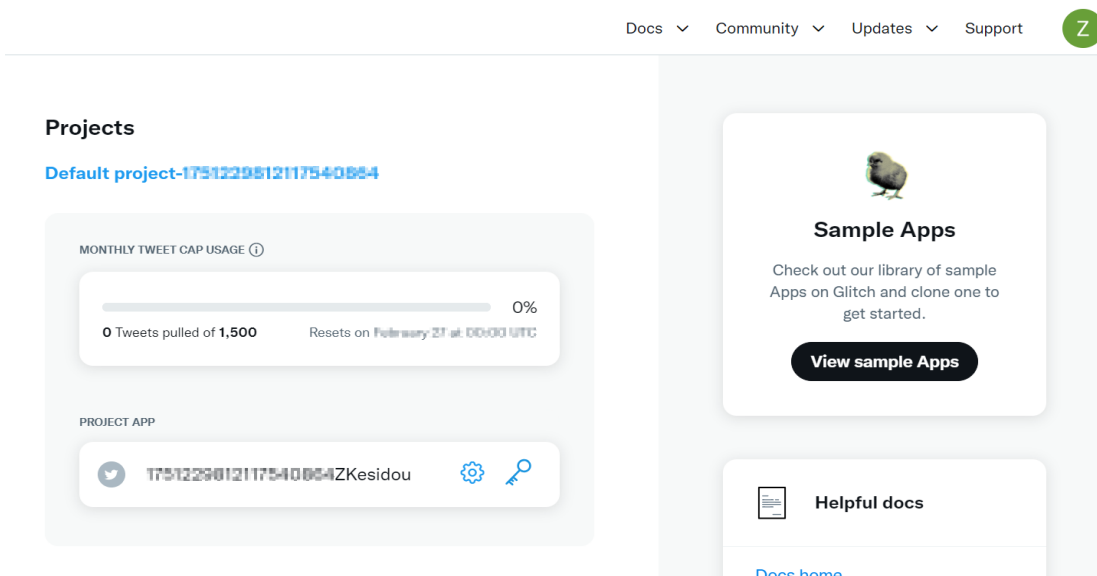 Docs Community Updates Support Z
Projects
Default project-
MONTHLY TWEET CAP USAGE
0%
0 Tweets pulled of 1,500 Resets on
PROJECT APP
ZKesidou
Sample Apps
Check out our library of sample
Apps on Glitch and clone one to
get started.
View sample Apps
Helpful docs
Docs home